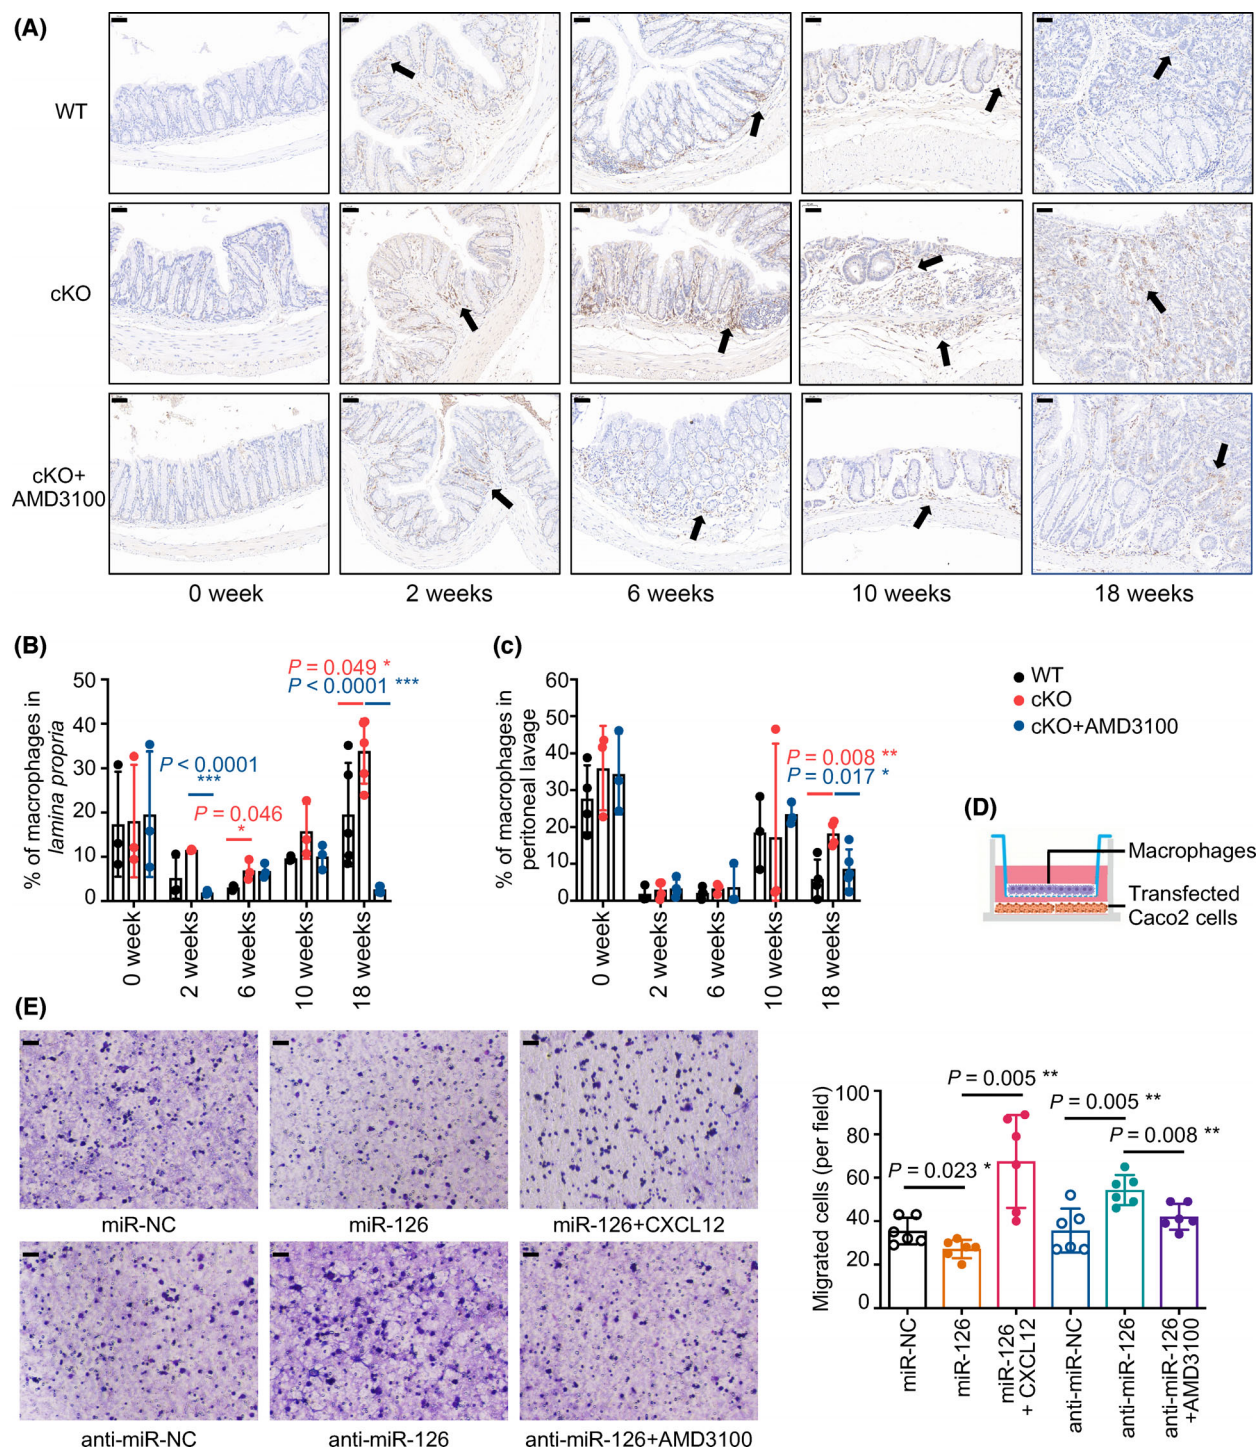 (A)
WT
cKO
cKO+
AMD3100
0 week
2 weeks
6 weeks
10 weeks
18 weeks
(B)
% of macrophages in
lamina propria
50
40
30
20
10
0
P < 0.0001
***
P = 0.046
*
P = 0.049 *
P < 0.0001 ***
0 week
2 weeks
6 weeks
10 weeks
18 weeks
(c)
% of macrophages in
peritoneal lavage
60
50
40
30
20
10
0
P = 0.008 **
P = 0.017 *
0 week
2 weeks
6 weeks
10 weeks
18 weeks
WT
cKO
cKO+AMD3100
(D)
Macrophages
Transfected
Caco2 cells
(E)
miR-NC
miR-126
miR-126+CXCL12
anti-miR-NC
anti-miR-126
anti-miR-126+AMD3100
Migrated cells (per field)
100
80
60
40
20
0
P = 0.005 **
P = 0.005 **
P = 0.008 **
P = 0.023 *
miR-NC
miR-126
miR-126
+ CXCL12
anti-miR-NC
anti-miR-126
anti-miR-126
+AMD3100